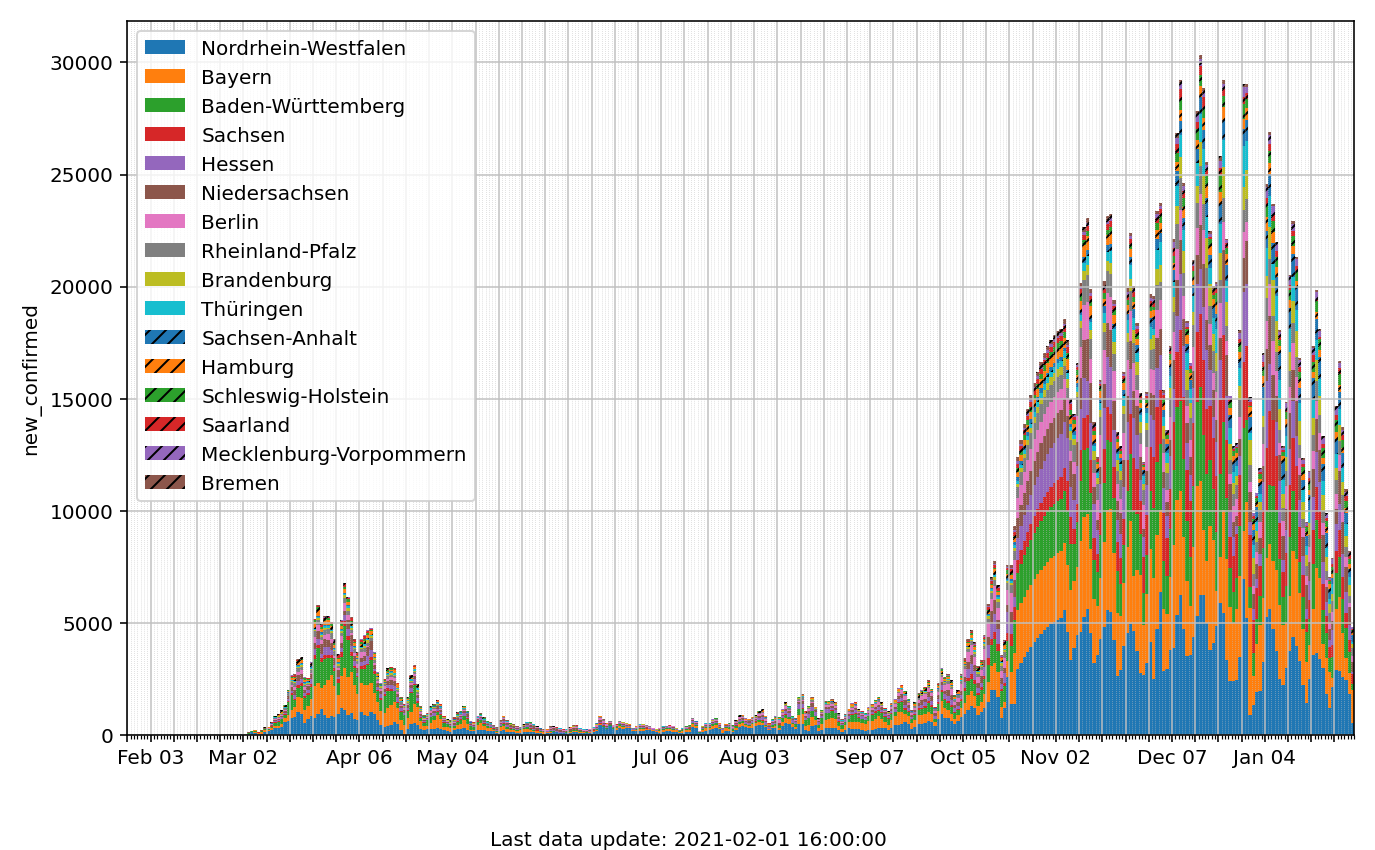 Nordrhein-Westfalen
Bayern
Baden-Württemberg
Sachsen
Hessen
Niedersachsen
Berlin
Rheinland-Pfalz
Brandenburg
Thüringen
Sachsen-Anhalt
Hamburg
Schleswig-Holstein
Saarland
Mecklenburg-Vorpommern
Bremen
new_confirmed
30000
25000
20000
15000
10000
5000
0
Feb 03 Mar 02 Apr 06 May 04 Jun 01 Jul 06 Aug 03 Sep 07 Oct 05 Nov 02 Dec 07 Jan 04
Last data update: 2021-02-01 16:00:00